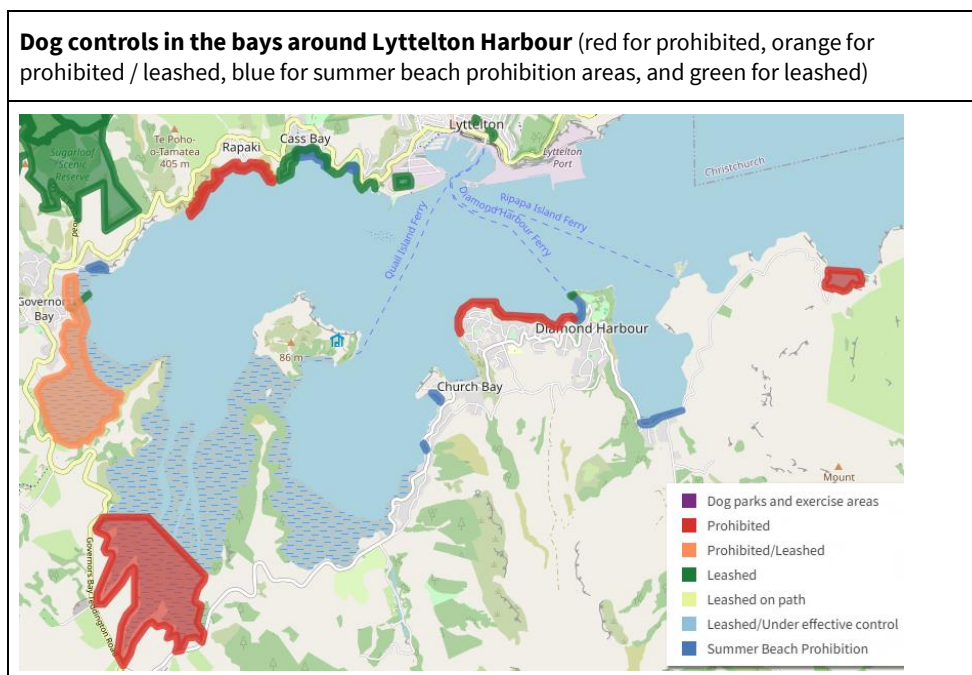 Dog controls in the bays around Lyttelton Harbour (red for prohibited, orange for
prohibited / leashed, blue for summer beach prohibition areas, and green for leashed)
Lyttelton
Te Poho-
o-Tamatea
405 m
Cass Bay
Rapaki
Sugarloaf
Scenic
Reserve
Lyttelton
Port
Christchurch
Ripapa Island Ferry
Diamond Harbour Ferry
Quail Island Ferry
Governors
Bay
Diamond Harbour
86 m
Church Bay
Mount
Governors Bay Teddington Road
Dog parks and exercise areas
Prohibited
Prohibited/Leashed
Leashed
Leashed on path
Leashed/Under effective control
Summer Beach Prohibition